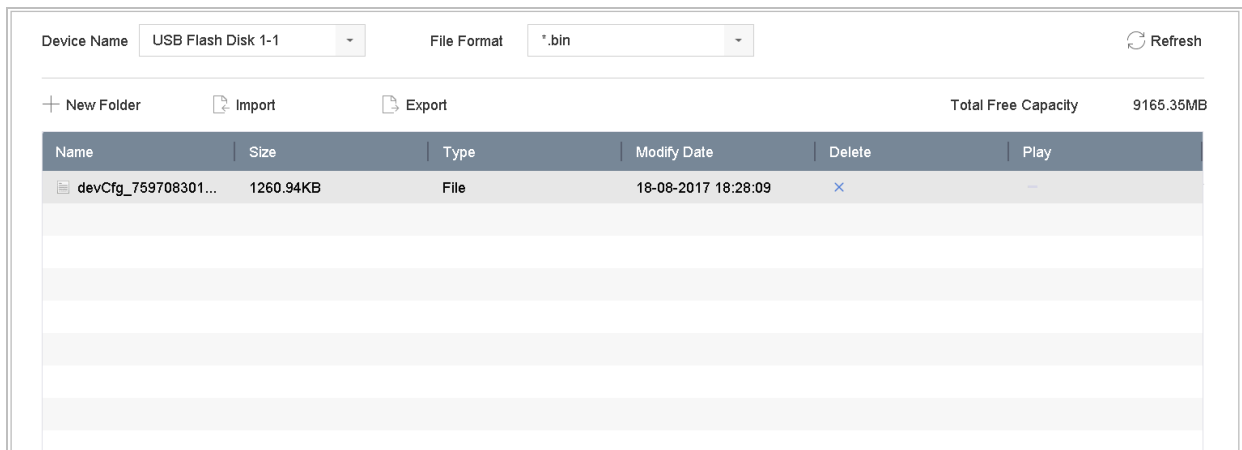 Device Name USB Flash Disk 1-1 File Format *.bin Refresh
New Folder Import Export Total Free Capacity 9165.35MB
Name Size Type Modify Date Delete Play
devCfg_759708301... 1260.94KB File 18-08-2017 18:28:09